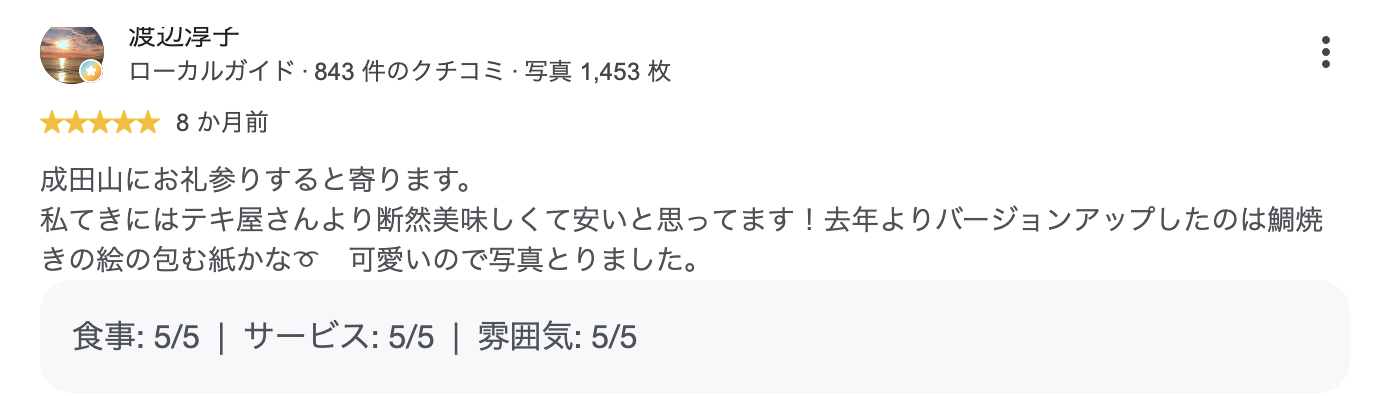 渡辺淳子
ローカルガイド · 843 件のクチコミ · 写真 1,453 枚
★★★★★ 8 か月前
成田山にお礼参りすると寄ります。
私てきにはテキ屋さんより断然美味しくて安いと思ってます！去年よりバージョンアップしたのは鯛焼
きの絵の包む紙かな➰　可愛いので写真とりました。
食事: 5/5 | サービス: 5/5 | 雰囲気: 5/5